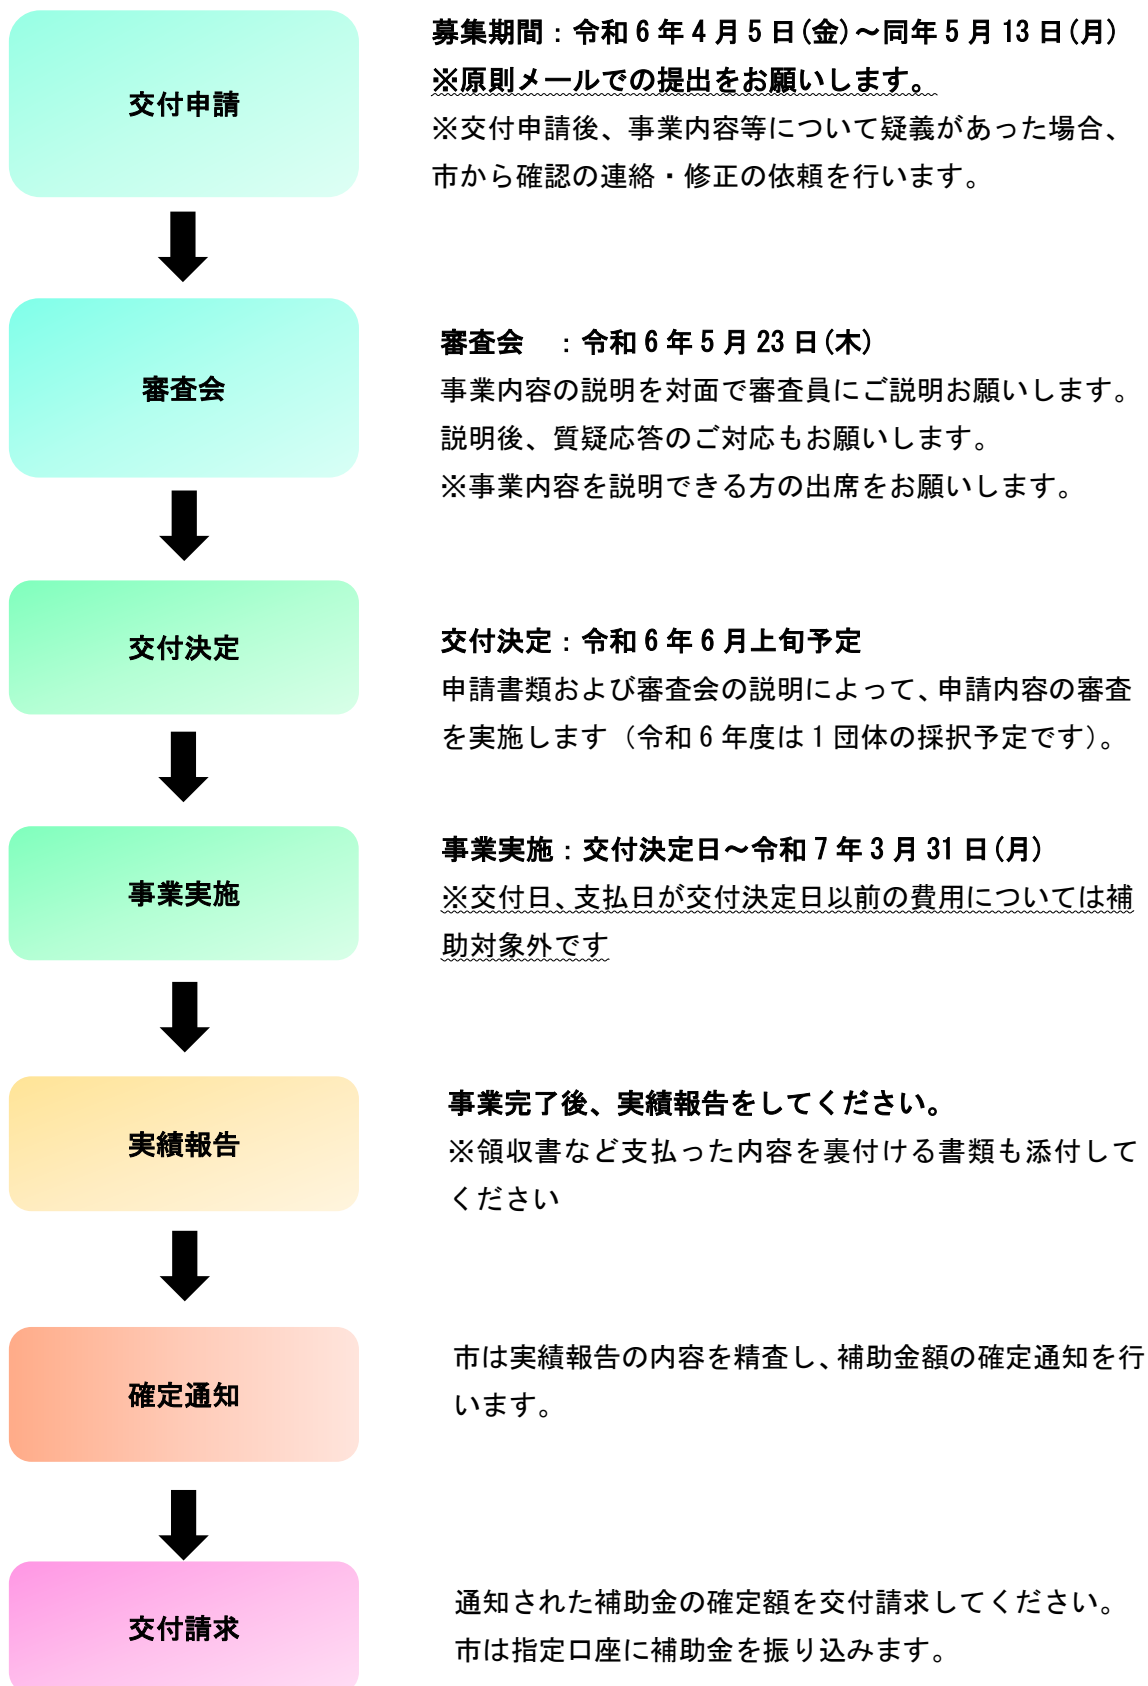 交付申請
募集期間：令和6年4月5日(金)～同年5月13日(月)
※原則メールでの提出をお願いします。
※交付申請後、事業内容等について疑義があった場合、
市から確認の連絡・修正の依頼を行います。
審査会
審査会　：令和6年5月23日(木)
事業内容の説明を対面で審査員にご説明お願いします。
説明後、質疑応答のご対応もお願いします。
※事業内容を説明できる方の出席をお願いします。
交付決定
交付決定：令和6年6月上旬予定
申請書類および審査会の説明によって、申請内容の審査
を実施します（令和6年度は1団体の採択予定です）。
事業実施
事業実施：交付決定日～令和7年3月31日(月)
※交付日、支払日が交付決定日以前の費用については補
助対象外です
実績報告
事業完了後、実績報告をしてください。
※領収書など支払った内容を裏付ける書類も添付して
ください
確定通知
市は実績報告の内容を精査し、補助金額の確定通知を行
います。
交付請求
通知された補助金の確定額を交付請求してください。
市は指定口座に補助金を振り込みます。